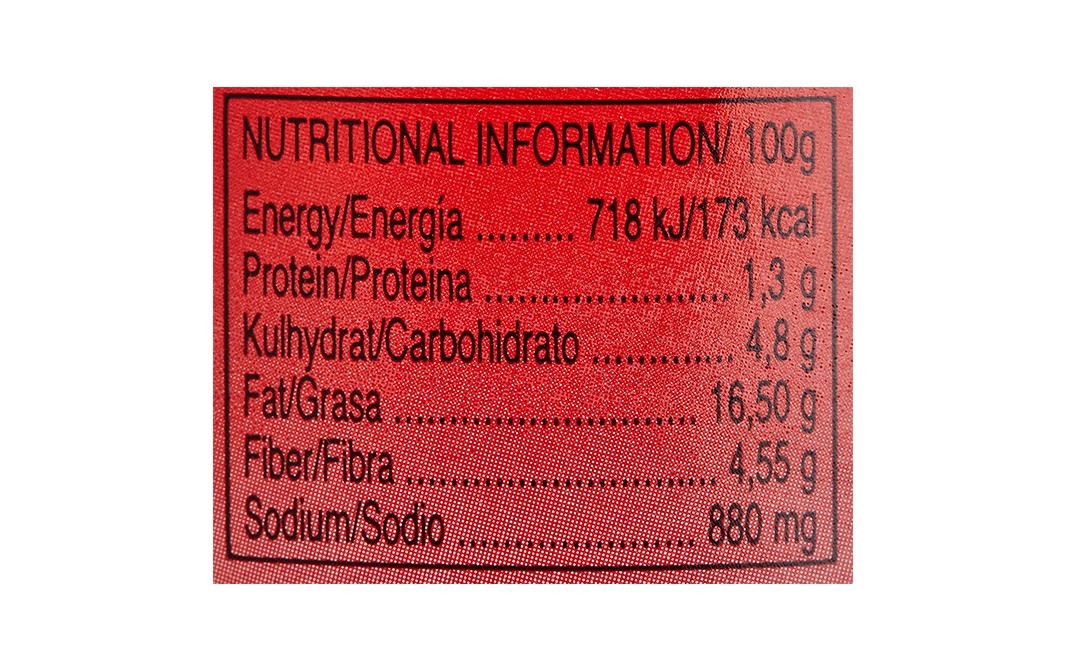 NUTRITIONAL INFORMATION/ 100g
Energy/Energía ......... 718 kJ/173 kcal
Protein/Proteina ........................ 1,3 g
Kulhydrat/Carbohidrato .............. 4,8 g
Fat/Grasa .............................. 16,50 g
Fiber/Fibra ............................... 4,55 g
Sodium/Sodio ........................ 880 mg